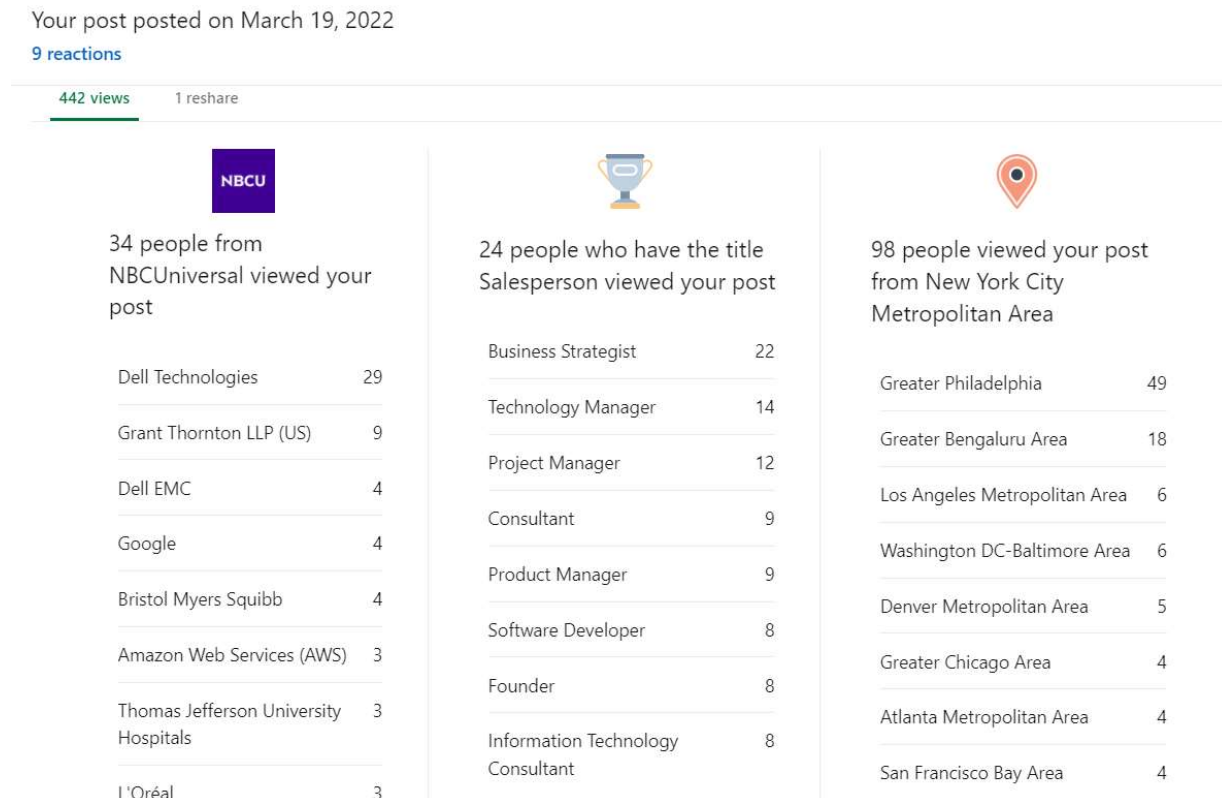 Your post posted on March 19, 2022
9 reactions
442 views 1 reshare
NBCU
34 people from
NBCUniversal viewed your
post
Dell Technologies 29
Grant Thornton LLP (US) 9
Dell EMC 4
Google 4
Bristol Myers Squibb 4
Amazon Web Services (AWS) 3
Thomas Jefferson University 3
Hospitals
L'Oréal 3
24 people who have the title
Salesperson viewed your post
Business Strategist 22
Technology Manager 14
Project Manager 12
Consultant 9
Product Manager 9
Software Developer 8
Founder 8
Information Technology 8
Consultant
98 people viewed your post
from New York City
Metropolitan Area
Greater Philadelphia 49
Greater Bengaluru Area 18
Los Angeles Metropolitan Area 6
Washington DC-Baltimore Area 6
Denver Metropolitan Area 5
Greater Chicago Area 4
Atlanta Metropolitan Area 4
San Francisco Bay Area 4